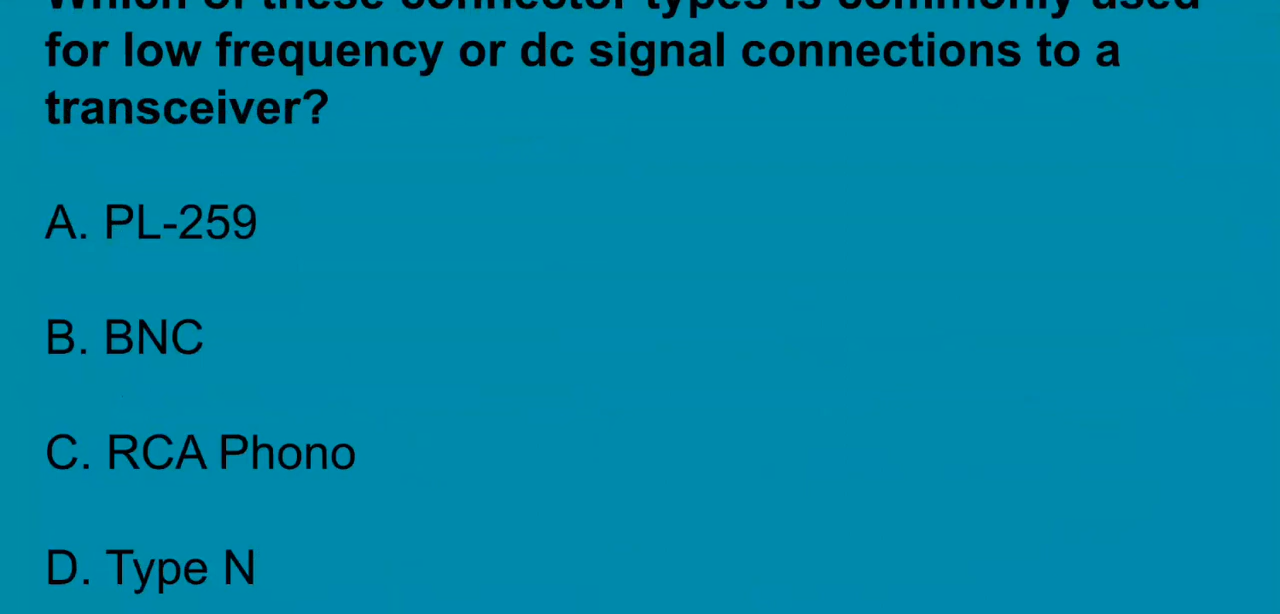 Which of these connector types is commonly used
for low frequency or dc signal connections to a
transceiver?
A. PL-259
B. BNC
C. RCA Phono
D. Type N